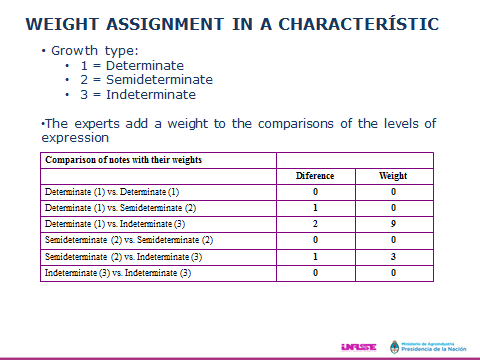 WEIGHT ASSIGNMENT IN A CHARACTERÍSTIC
• Growth type:
• 1 = Determinate
• 2 = Semideterminate
• 3 = Indeterminate
•The experts add a weight to the comparisons of the levels of
expression
Comparison of notes with their weights
Diference Weight
Determinate (1) vs. Determinate (1) 0 0
Determinate (1) vs. Semideterminate (2) 1 0
Determinate (1) vs. Indeterminate (3) 2 9
Semideterminate (2) vs. Semideterminate (2) 0 0
Semideterminate (2) vs. Indeterminate (3) 1 3
Indeterminate (3) vs. Indeterminate (3) 0 0
INASE
Ministerio de Agroindustria
Presidencia de la Nación